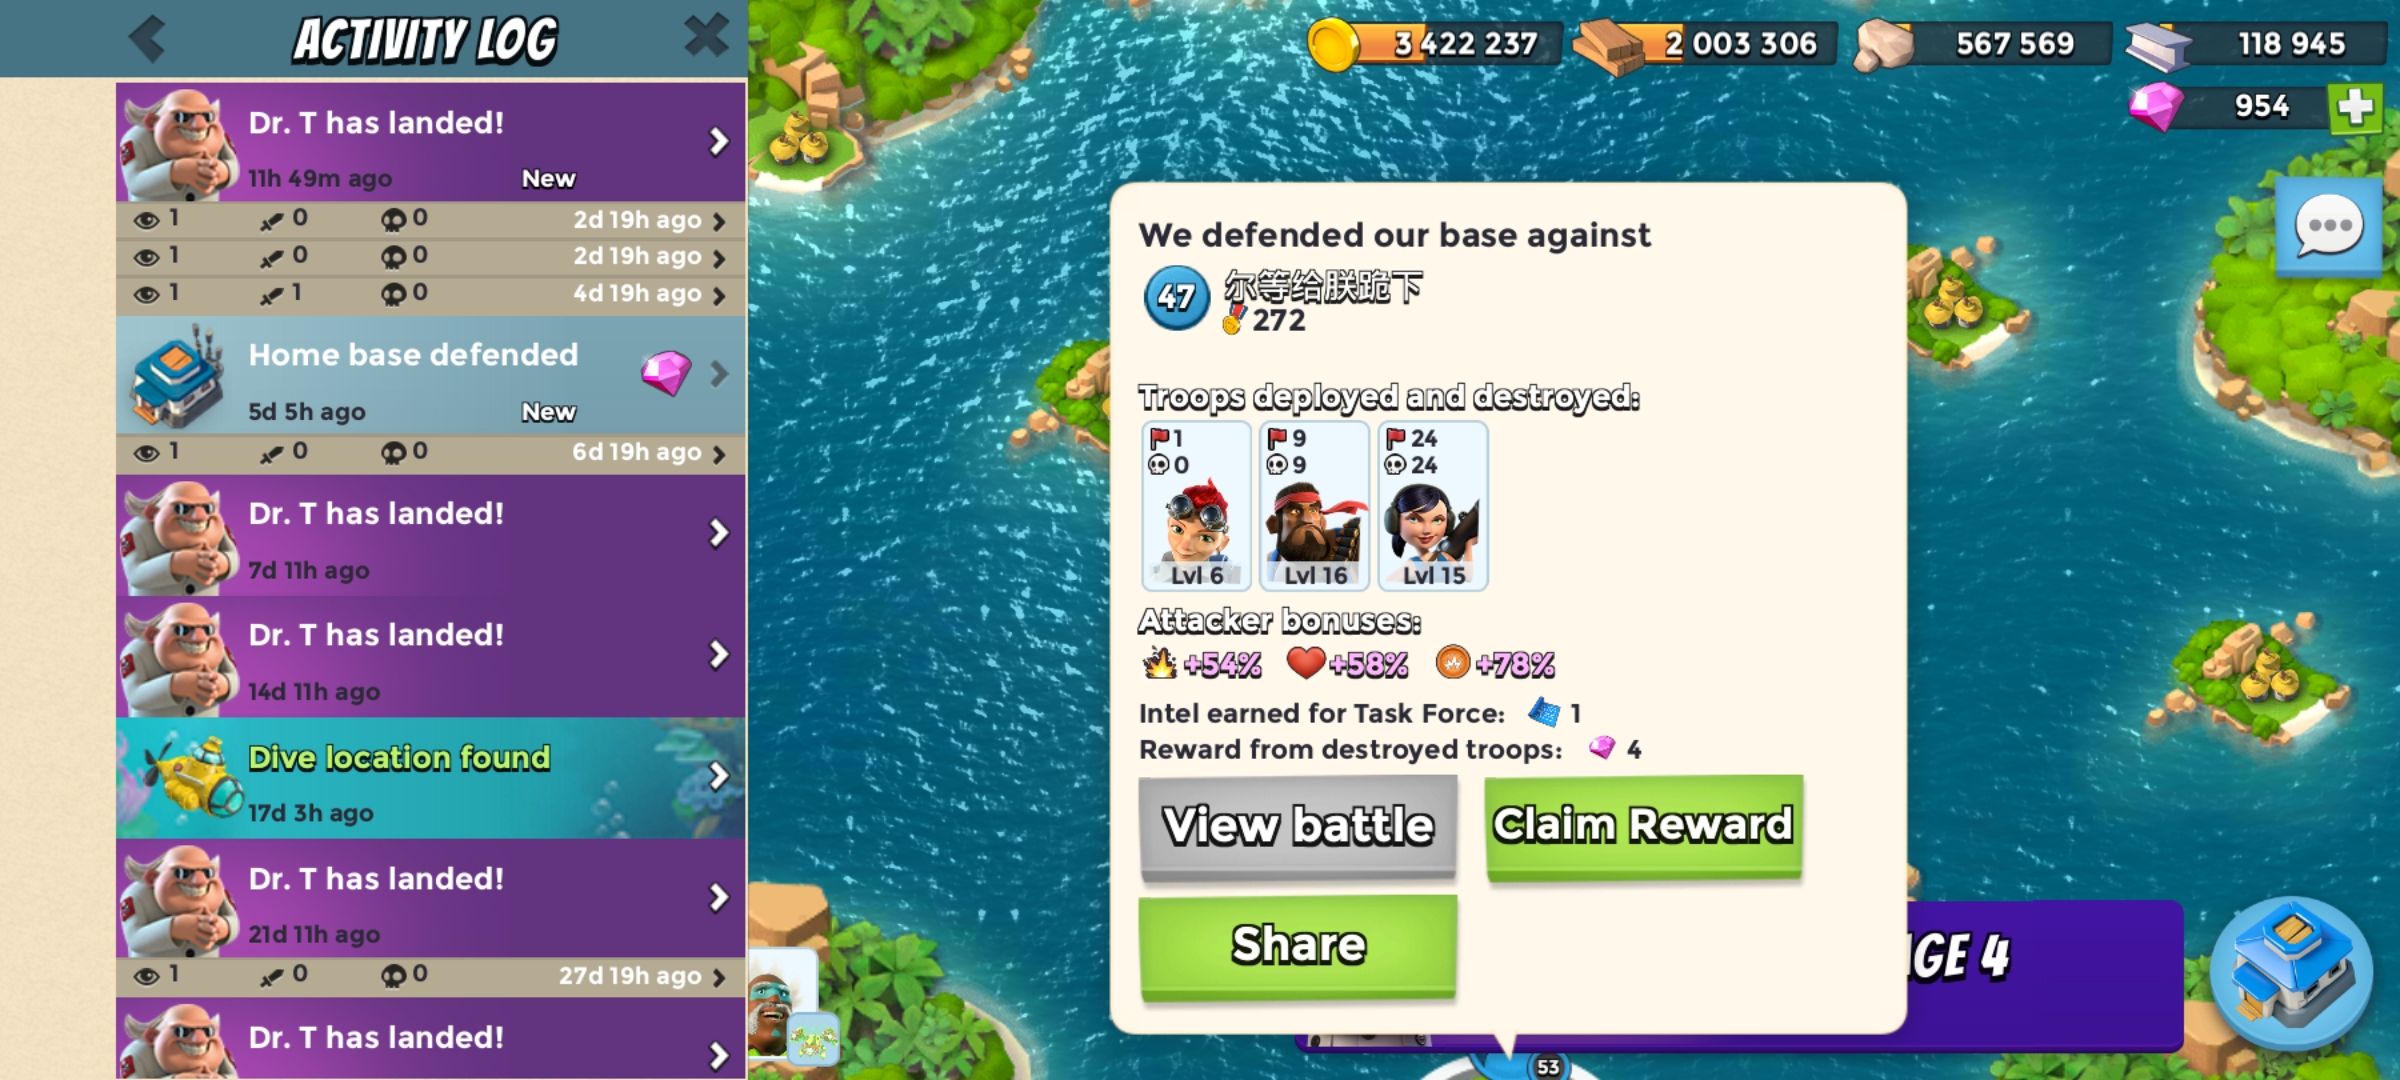 ACTIVITY LOG
Dr. T has landed!
11h 49m ago New
1 0 0 2d 19h ago
1 0 0 2d 19h ago
1 1 0 4d 19h ago
Home base defended
5d 5h ago New
1 0 0 6d 19h ago
Dr. T has landed!
7d 11h ago
Dr. T has landed!
14d 11h ago
Dive location found
17d 3h ago
Dr. T has landed!
21d 11h ago
1 0 0 27d 19h ago
Dr. T has landed!
3 422 237 2 003 306 567 569 118 945
954
We defended our base against
47 尔等给朕跪下
272
Troops deployed and destroyed:
1 9 24
0 9 24
Lvl 6 Lvl 16 Lvl 15
Attacker bonuses:
+54% +58% +78%
Intel earned for Task Force: 1
Reward from destroyed troops: 4
View battle Claim Reward
Share
GE 4
53